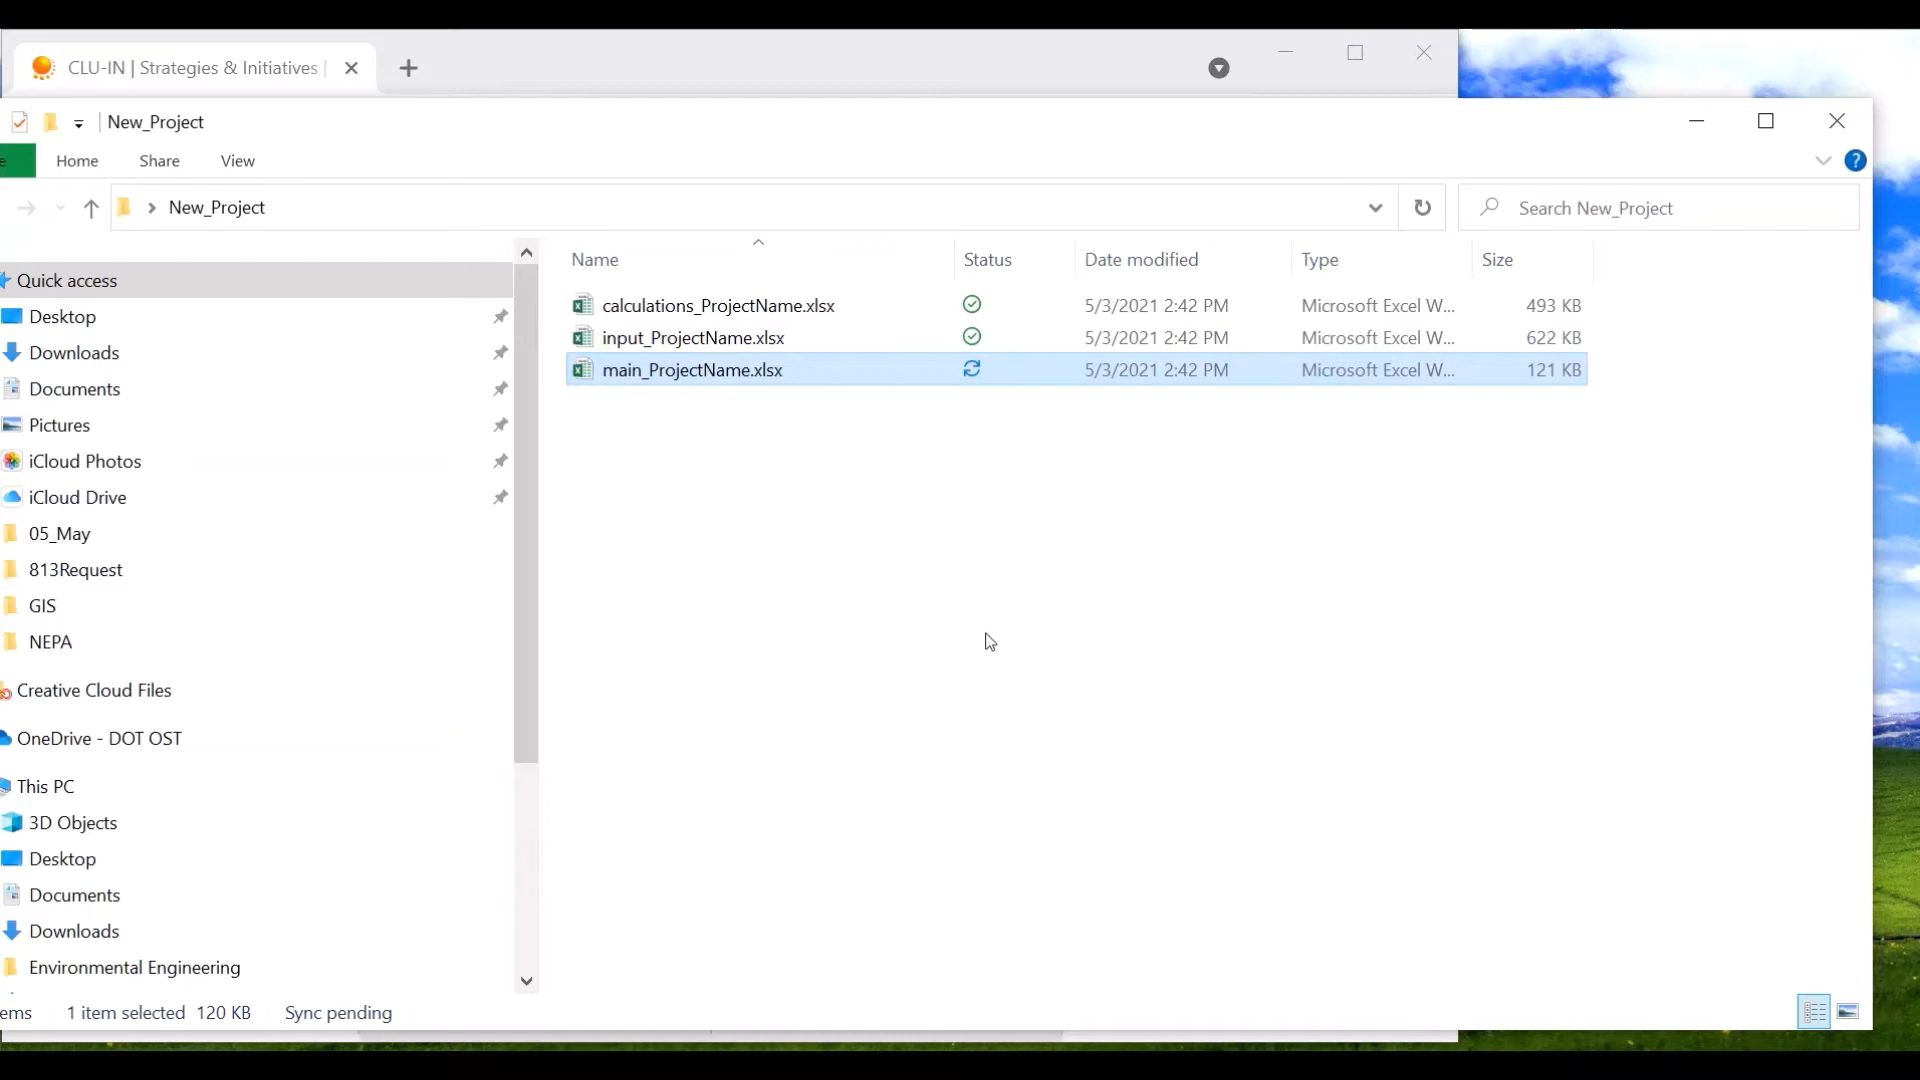 CLU-IN | Strategies & Initiatives |
New_Project
e Home Share View
New_Project
Search New_Project
Name Status Date modified Type Size
calculations_ProjectName.xlsx 5/3/2021 2:42 PM Microsoft Excel W... 493 KB
input_ProjectName.xlsx 5/3/2021 2:42 PM Microsoft Excel W... 622 KB
main_ProjectName.xlsx 5/3/2021 2:42 PM Microsoft Excel W... 121 KB
Quick access
Desktop
Downloads
Documents
Pictures
iCloud Photos
iCloud Drive
05_May
813Request
GIS
NEPA
Creative Cloud Files
OneDrive - DOT OST
This PC
3D Objects
Desktop
Documents
Downloads
Environmental Engineering
ems 1 item selected 120 KB Sync pending